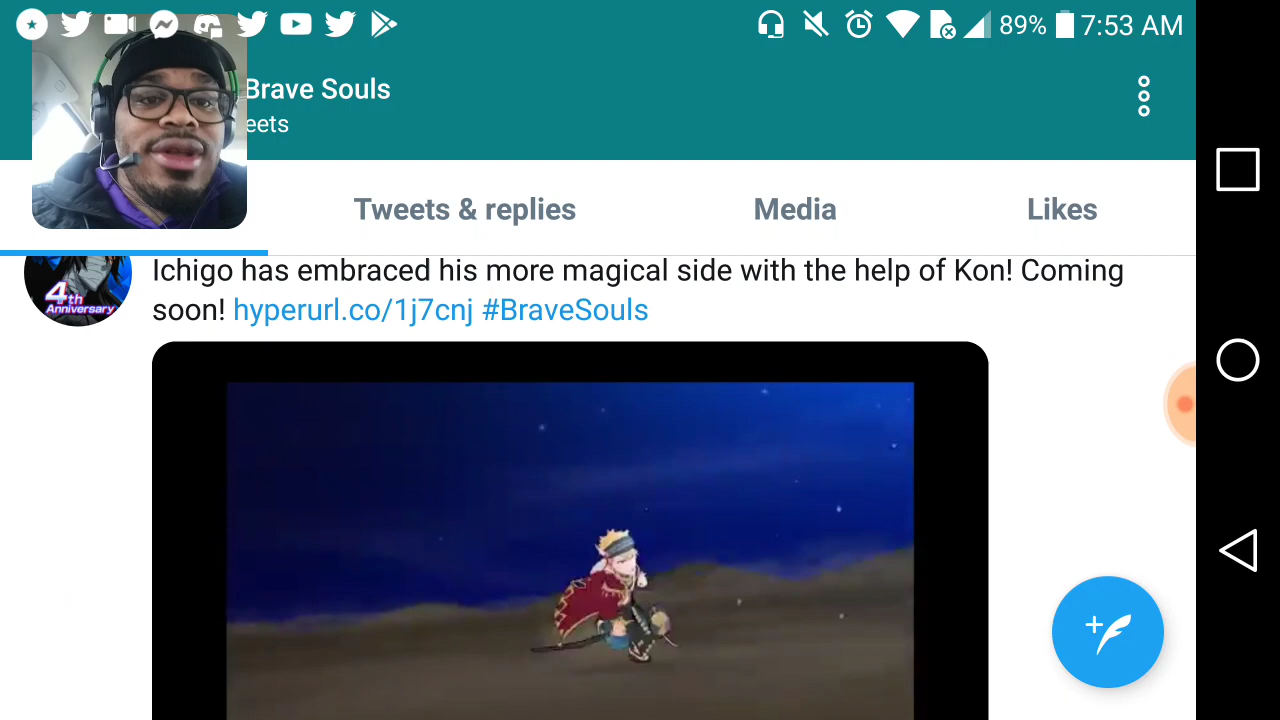 89% 7:53 AM
Brave Souls
eets
Tweets & replies
Media
Likes
Ichigo has embraced his more magical side with the help of Kon! Coming
soon! hyperurl.co/1j7cnj #BraveSouls
4th
Anniversary